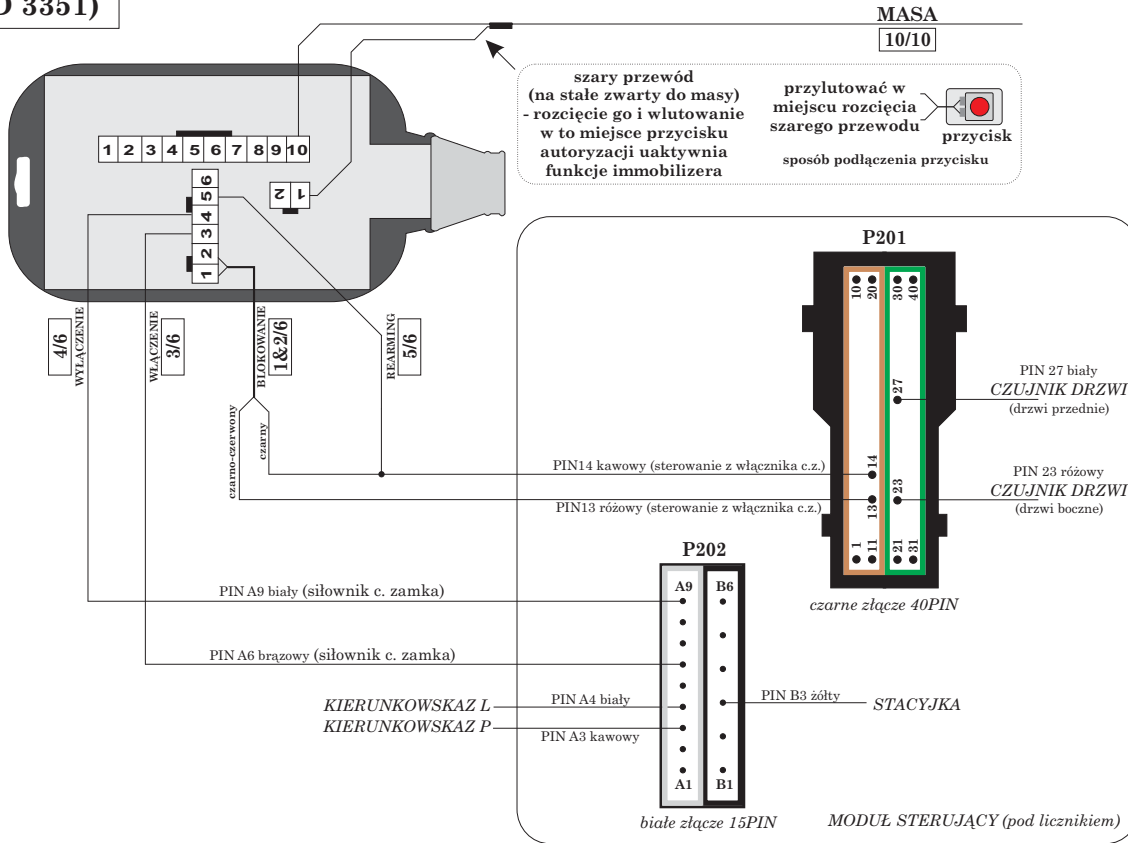 D 3351)
MASA
10/10
szary przewód
(na stałe zwarty do masy)
- rozcięcie go i wlutowanie
w to miejsce przycisku
autoryzacji uaktywnia
funkcje immobilizera
przylutować w
miejscu rozcięcia
szarego przewodu
przycisk
sposób podłączenia przycisku
1 2 3 4 5 6 7 8 9 10
2 1
6
5
4
3
2
1
4/6
WYŁĄCZENIE
WŁĄCZENIE
3/6
BLOKOWANIE
1&2/6
REARMING
5/6
czarno-czerwony
czarny
P201
10 20 30 40
27
PIN 27 biały
CZUJNIK DRZWI
(drzwi przednie)
14
PIN14 kawowy (sterowanie z włącznika c.z.)
13 23
PIN13 różowy (sterowanie z włącznika c.z.)
PIN 23 różowy
CZUJNIK DRZWI
(drzwi boczne)
1 11 21 31
czarne złącze 40PIN
P202
A9 B6
PIN A9 biały (siłownik c. zamka)
PIN A6 brązowy (siłownik c. zamka)
KIERUNKOWSKAZ L
PIN A4 biały
KIERUNKOWSKAZ P
PIN A3 kawowy
PIN B3 żółty
STACYJKA
A1 B1
białe złącze 15PIN
MODUŁ STERUJĄCY (pod licznikiem)